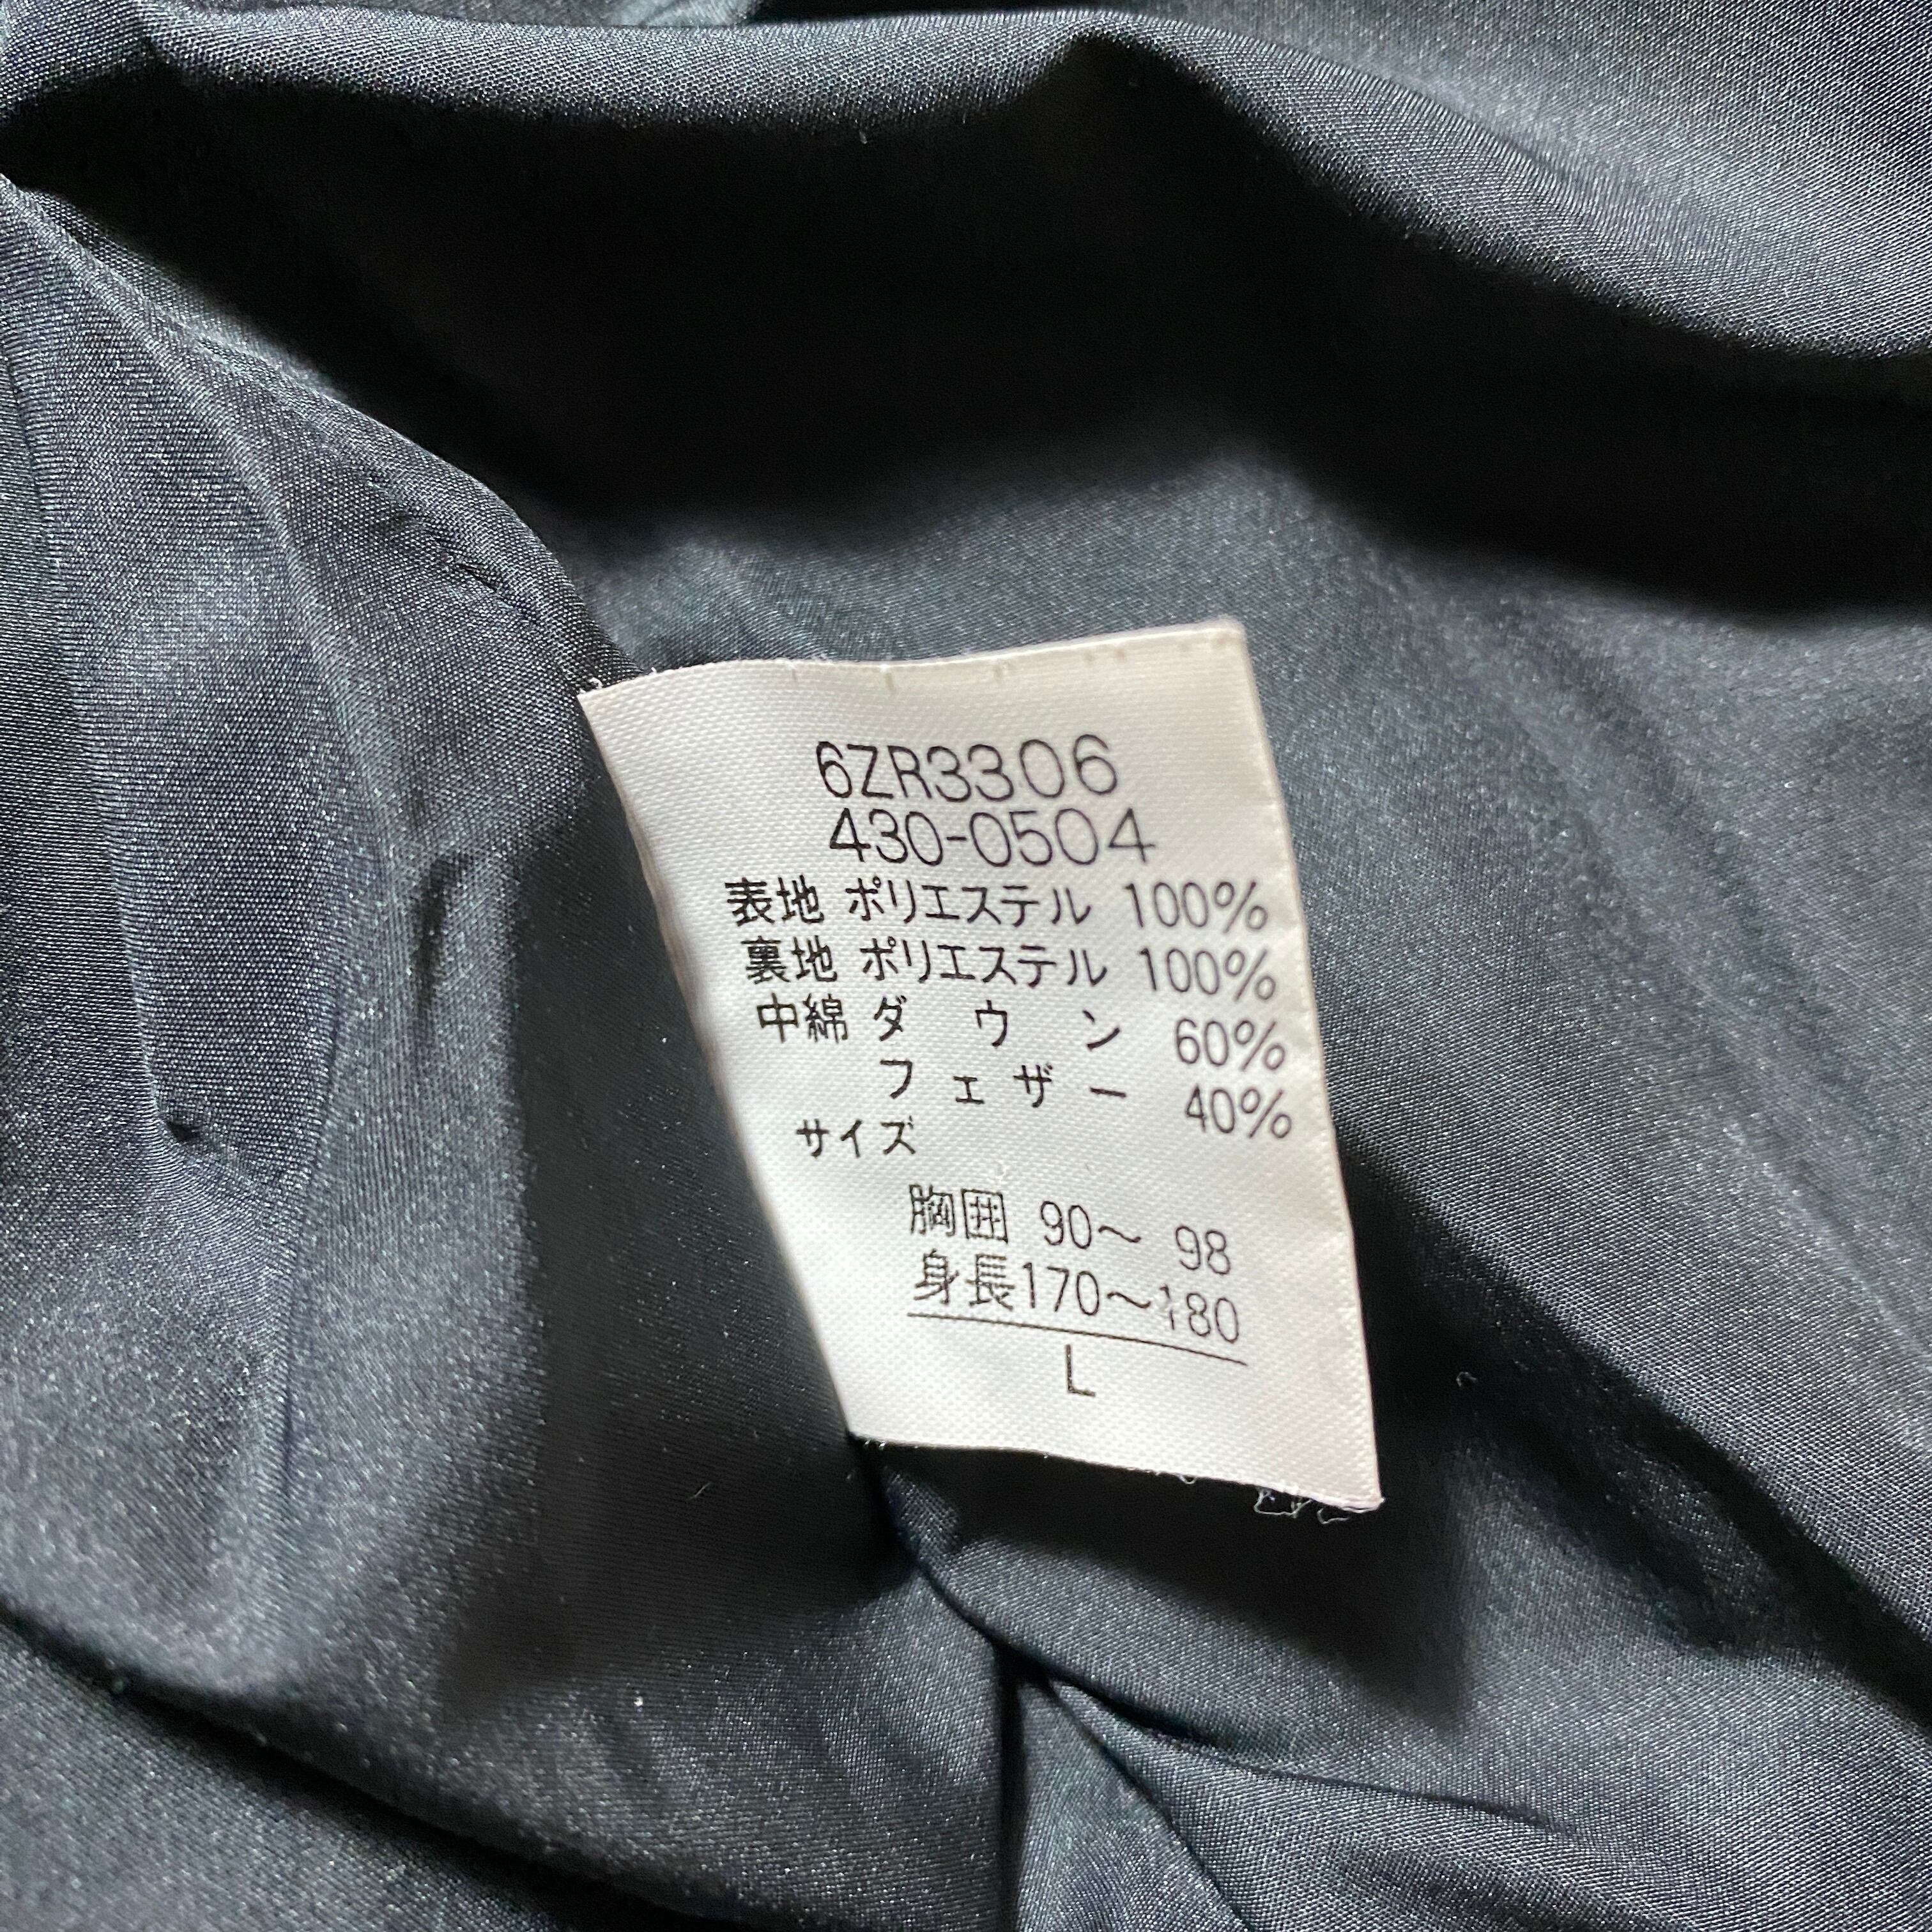 6ZR3306
430-0504
表地 ポリエステル 100%
裏地 ポリエステル 100%
中綿 ダウン 60%
フェザー 40%
サイズ
胸囲 90〜 98
身長170〜180
L